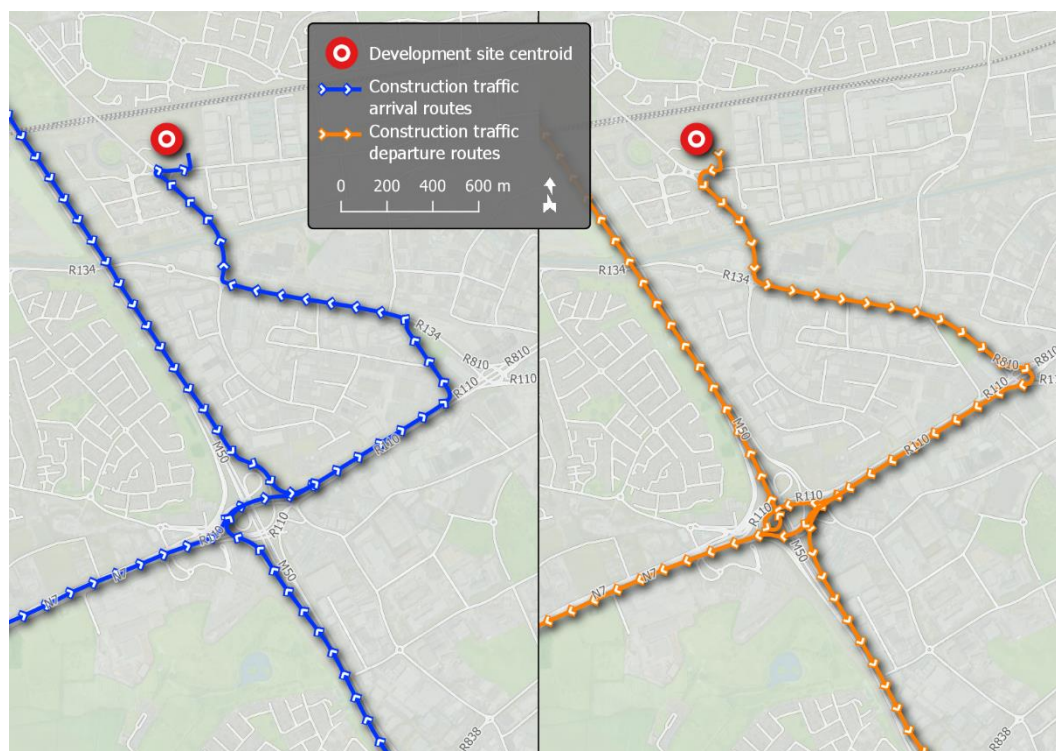 Development site centroid
Construction traffic
arrival routes
Construction traffic
departure routes
0 200 400 600 m
R134
R134
R810
R810
R110
R110
R110
M50
R110
R110
N7
N7
M50
R838
R134
R134
R810
R810
R110
R11
R110
M50
R110
R110
M50
N7
N7
R838